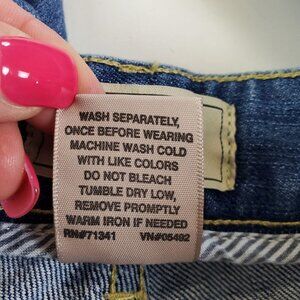 WASH SEPARATELY,
ONCE BEFORE WEARING
MACHINE WASH COLD
WITH LIKE COLORS
DO NOT BLEACH
TUMBLE DRY LOW,
REMOVE PROMPTLY
WARM IRON IF NEEDED
RN#71341 VN#05492